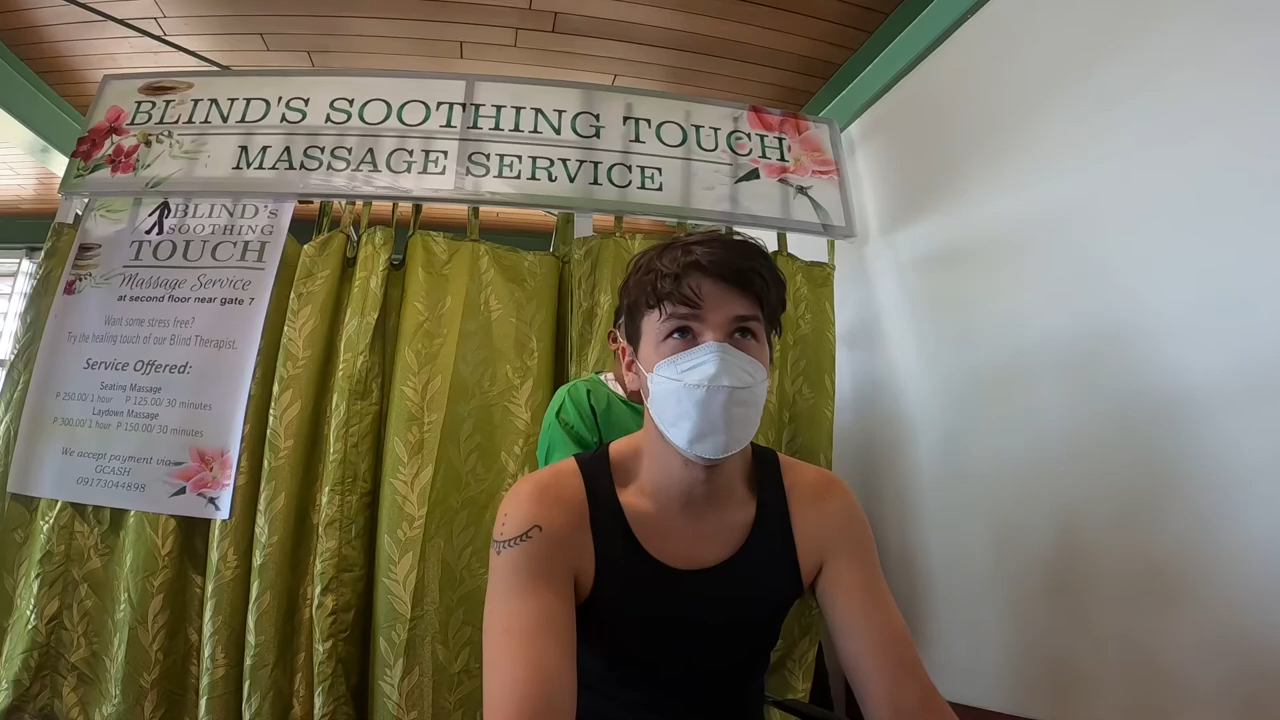 BLIND'S SOOTHING TOUCH
MASSAGE SERVICE
BLIND'S
SOOTHING
TOUCH
Massage Service
at second floor near gate 7
Want some stress free?
Try the healing touch of our Blind Therapist.
Service Offered:
Seating Massage
P 250.00/ 1 hour P 125.00/ 30 minutes
Laydown Massage
P 300.00/ 1 hour P 150.00/ 30 minutes
We accept payment via
GCASH
09173044898